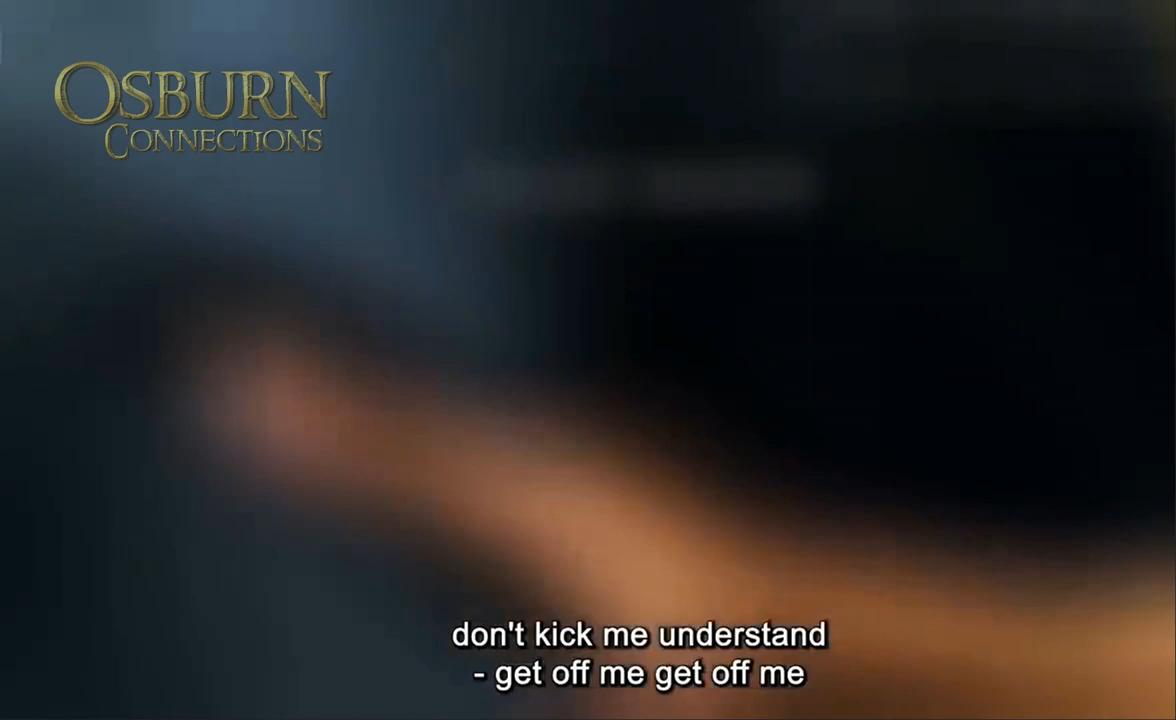 OSBURN
CONNECTIONS
don't kick me understand
- get off me get off me